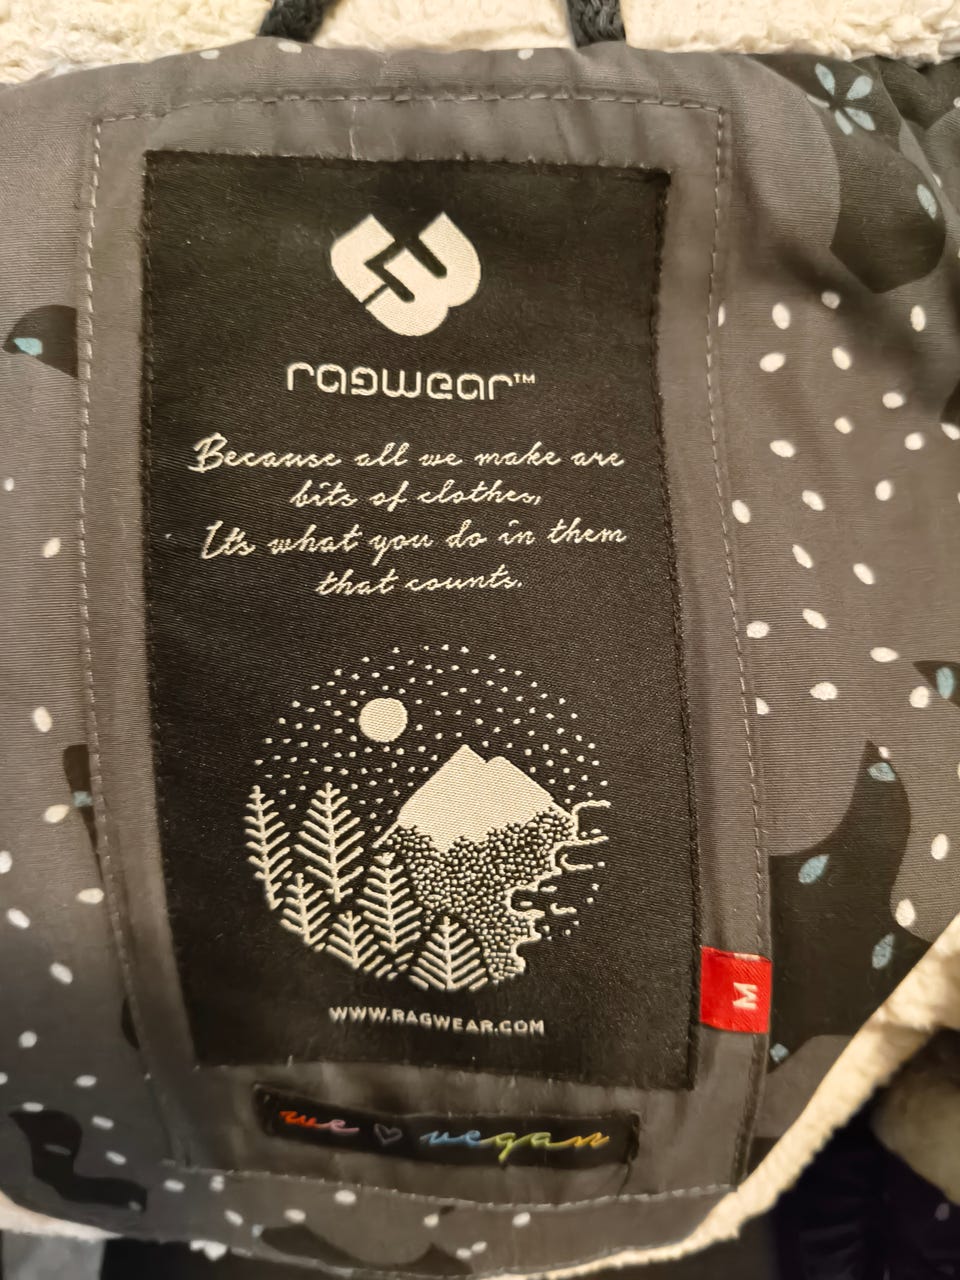 ragwear™
Because all we make are
bits of clothes,
It's what you do in them
that counts.
WWW.RAGWEAR.COM
M
we ♡ vegan